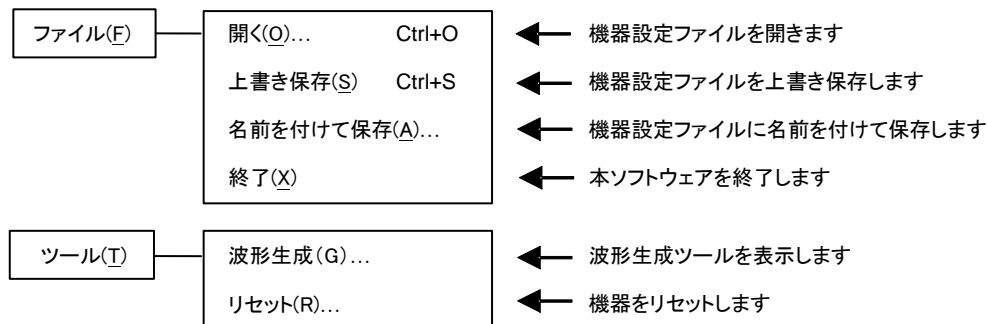 ファイル(F) 開く(O)... Ctrl+O 機器設定ファイルを開きます
上書き保存(S) Ctrl+S 機器設定ファイルを上書き保存します
名前を付けて保存(A)... 機器設定ファイルに名前を付けて保存します
終了(X) 本ソフトウェアを終了します
ツール(T) 波形生成(G)... 波形生成ツールを表示します
リセット(R)... 機器をリセットします